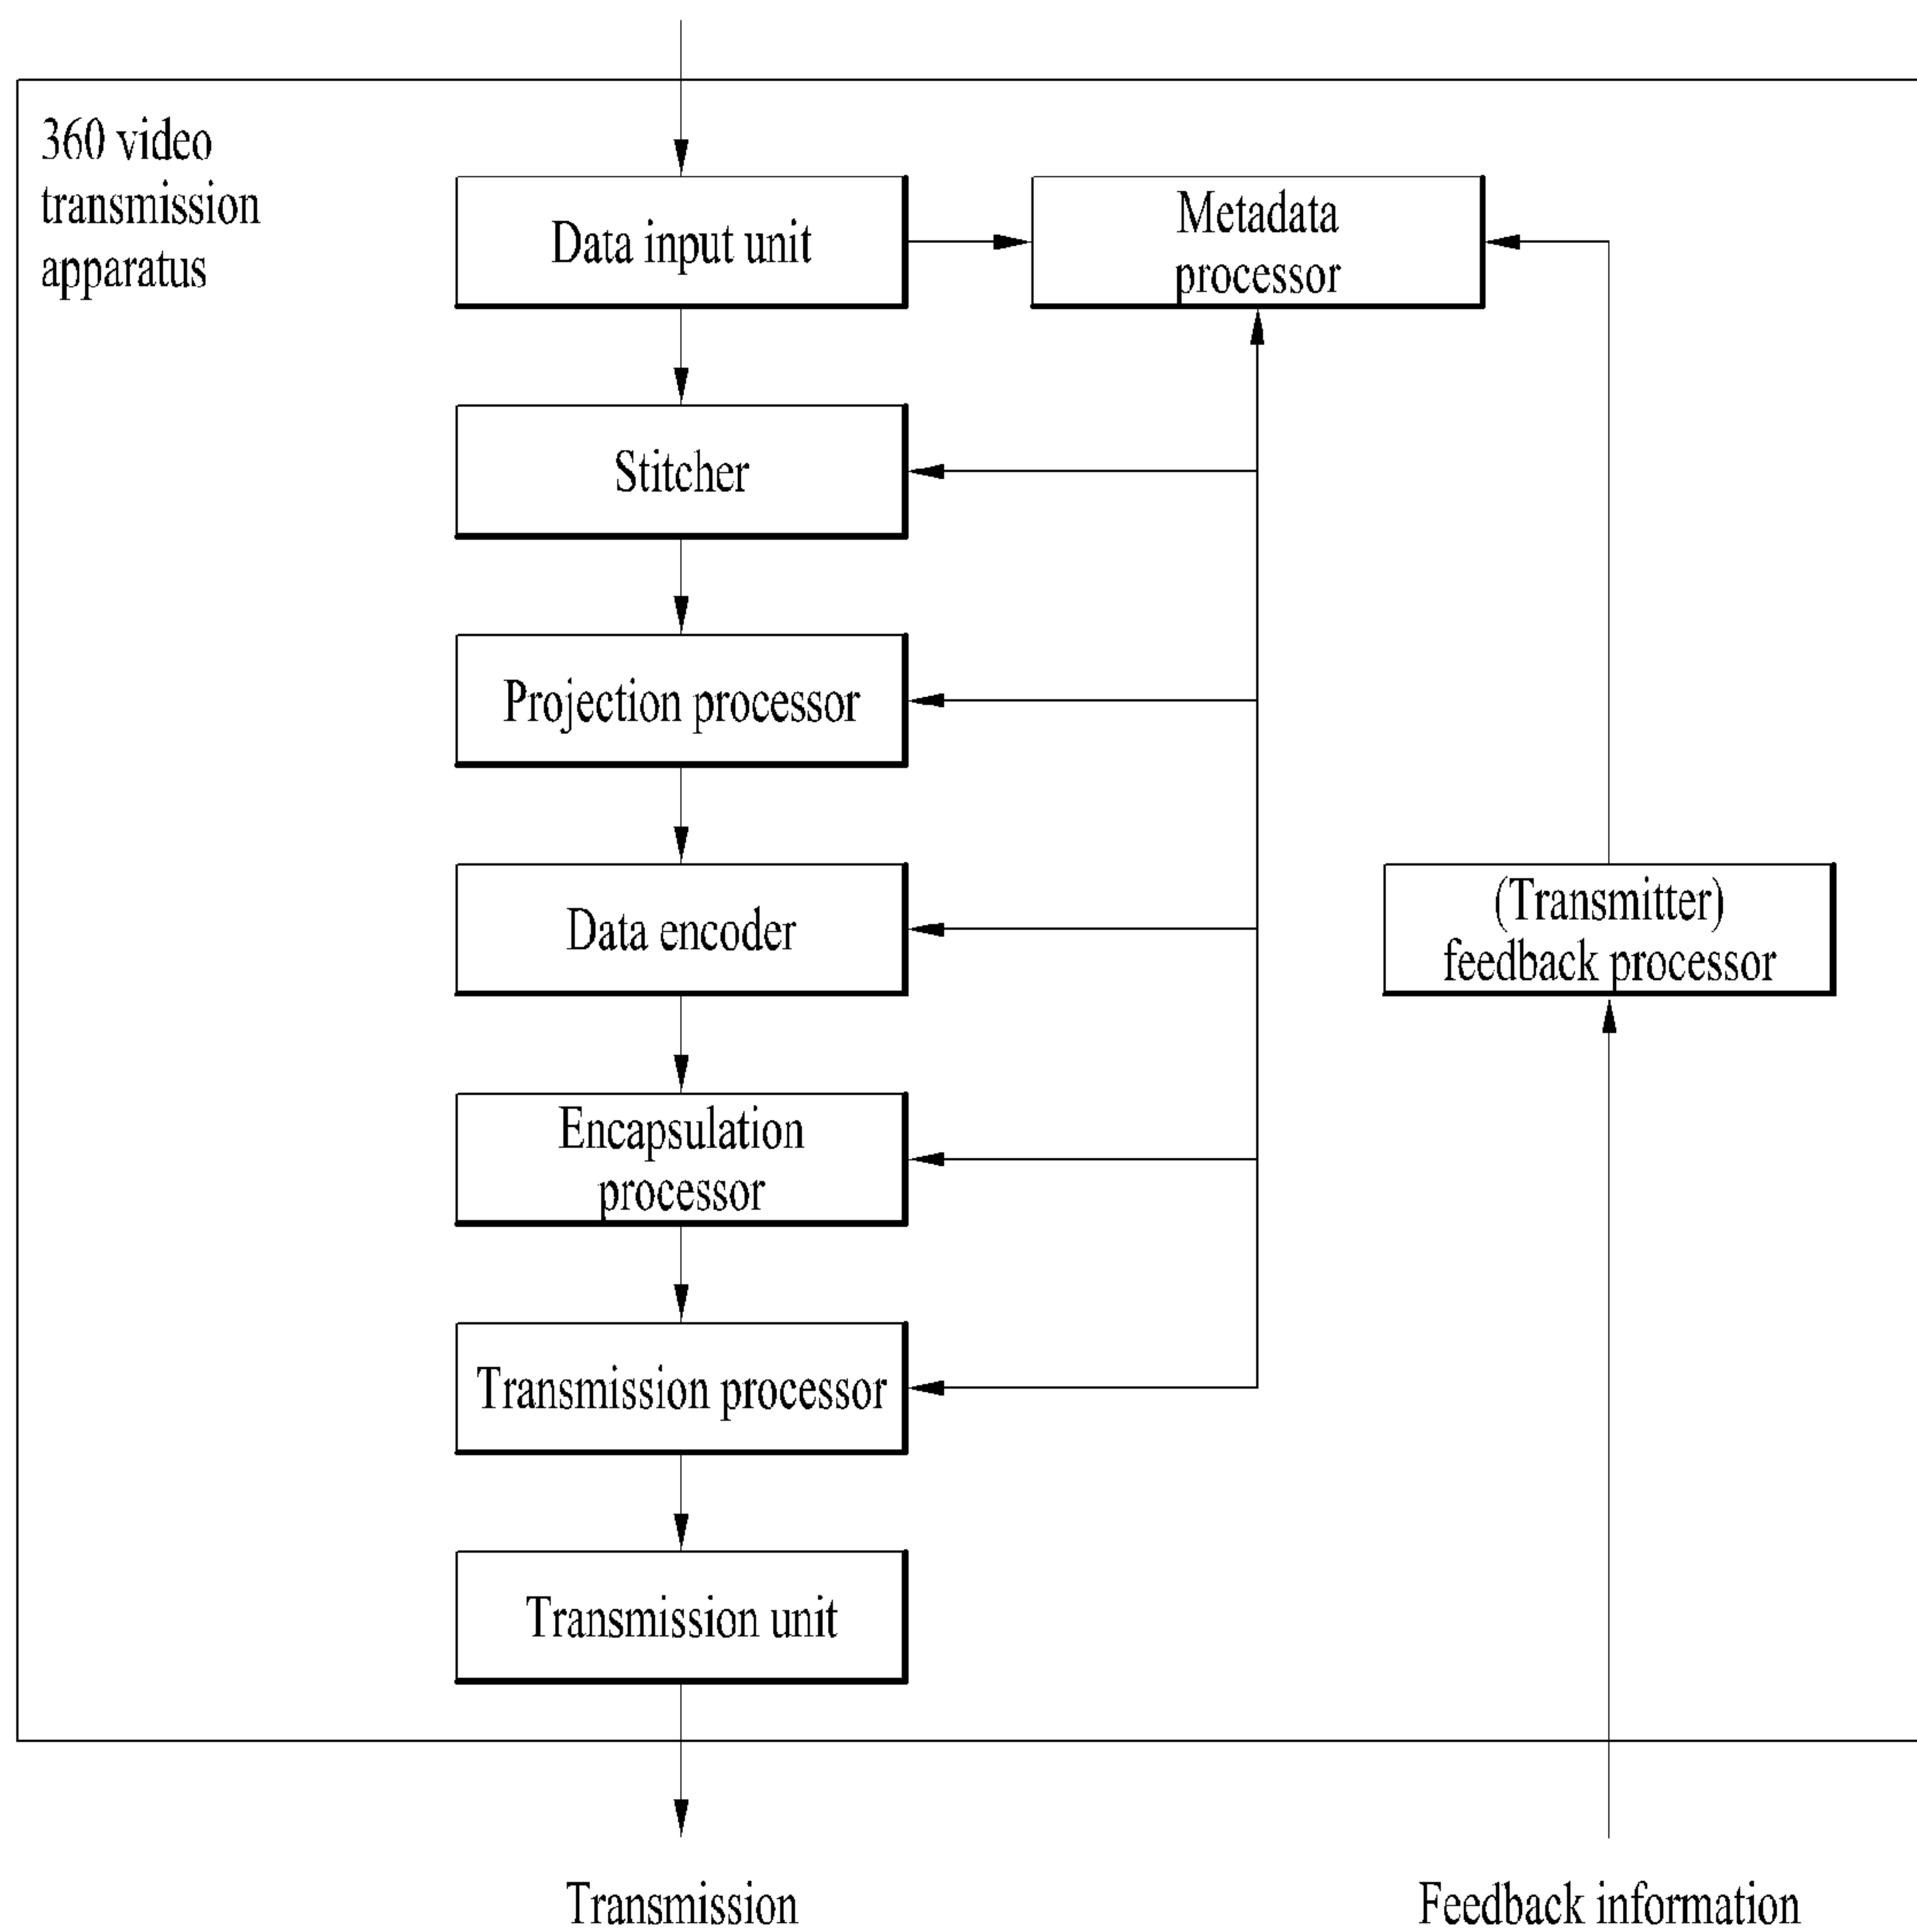 360 video
transmission
apparatus
Data input unit
Metadata
processor
Stitcher
Projection processor
Data encoder
(Transmitter)
feedback processor
Encapsulation
processor
Transmission processor
Transmission unit
Transmission
Feedback information